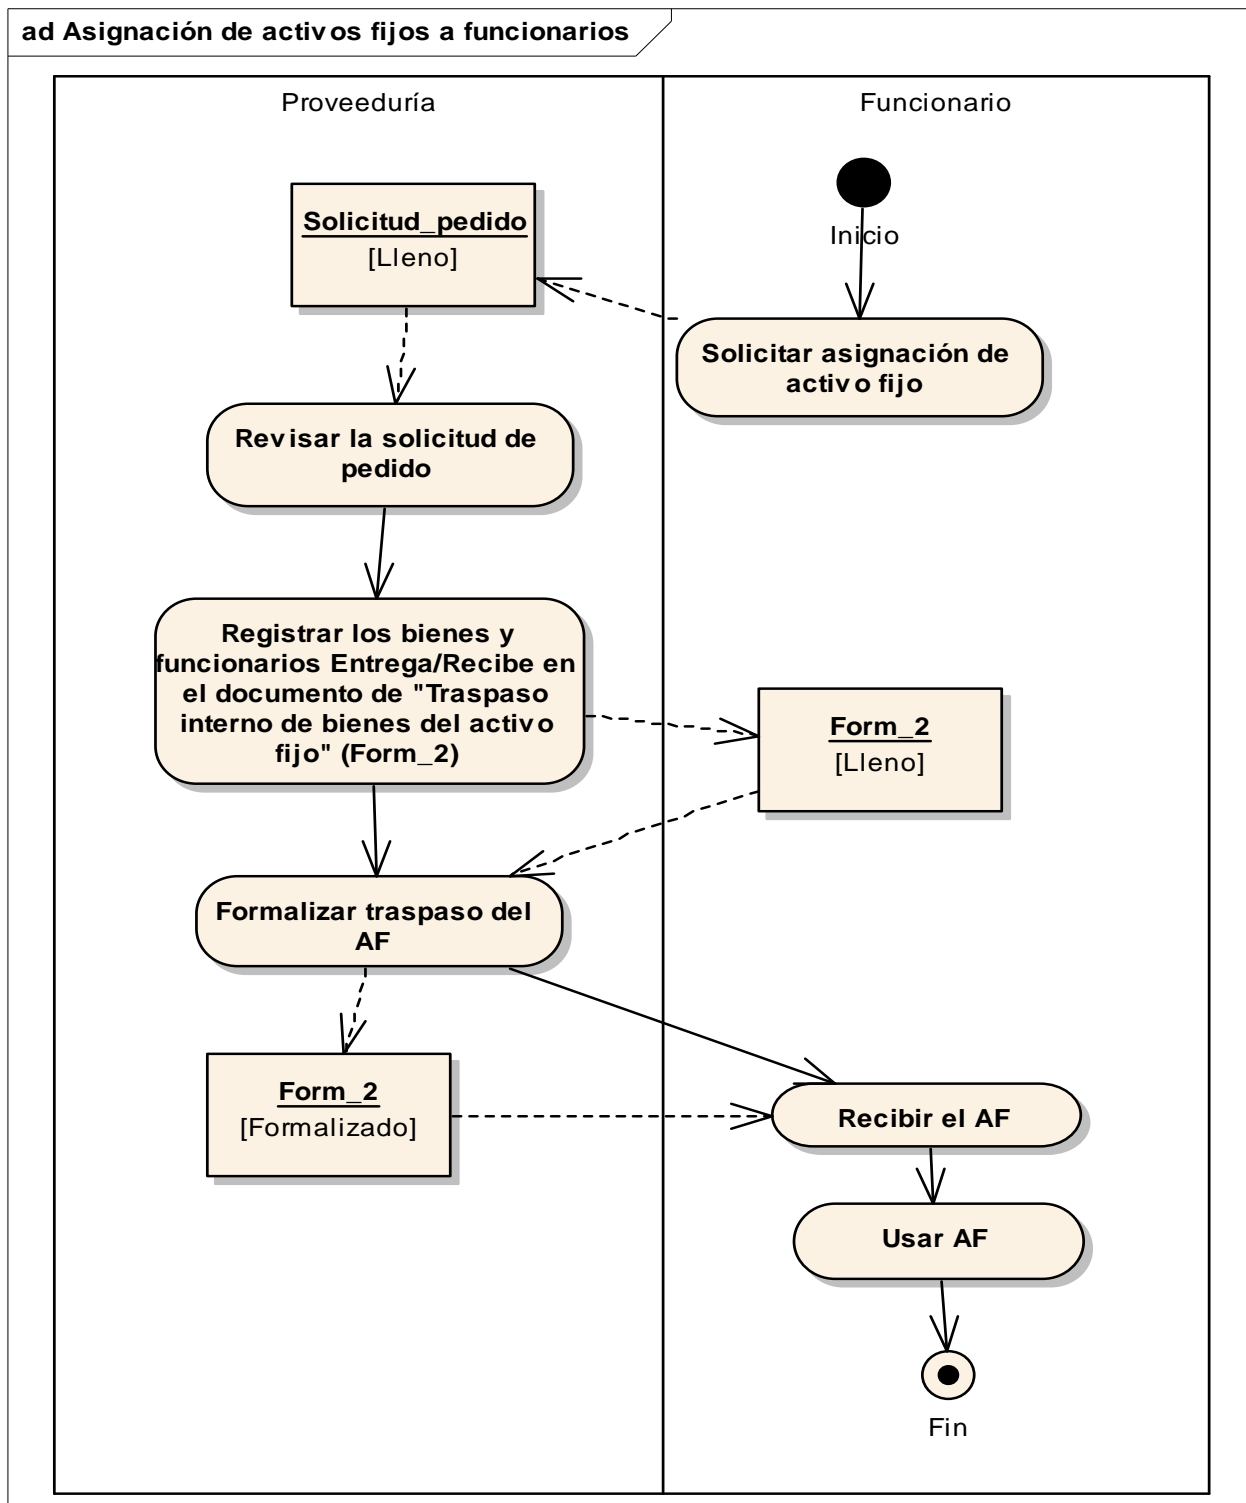 ad Asignación de activos fijos a funcionarios
Proveeduría
Funcionario
Solicitud_pedido
[Lleno]
Inicio
Solicitar asignación de
activo fijo
Revisar la solicitud de
pedido
Registrar los bienes y
funcionarios Entrega/Recibe en
el documento de "Traspaso
interno de bienes del activo
fijo" (Form_2)
Form_2
[Lleno]
Formalizar traspaso del
AF
Form_2
[Formalizado]
Recibir el AF
Usar AF
Fin